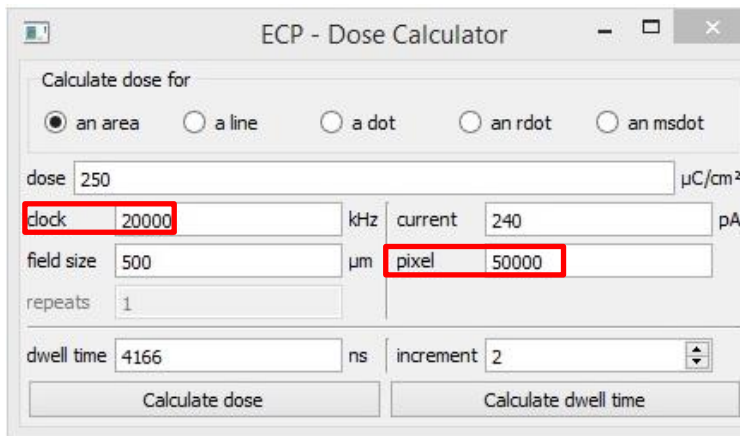 ECP - Dose Calculator
Calculate dose for
an area a line a dot an rdot an msdot
dose 250 µC/cm²
clock 20000 kHz current 240 pA
field size 500 µm pixel 50000
repeats 1
dwell time 4166 ns increment 2
Calculate dose Calculate dwell time